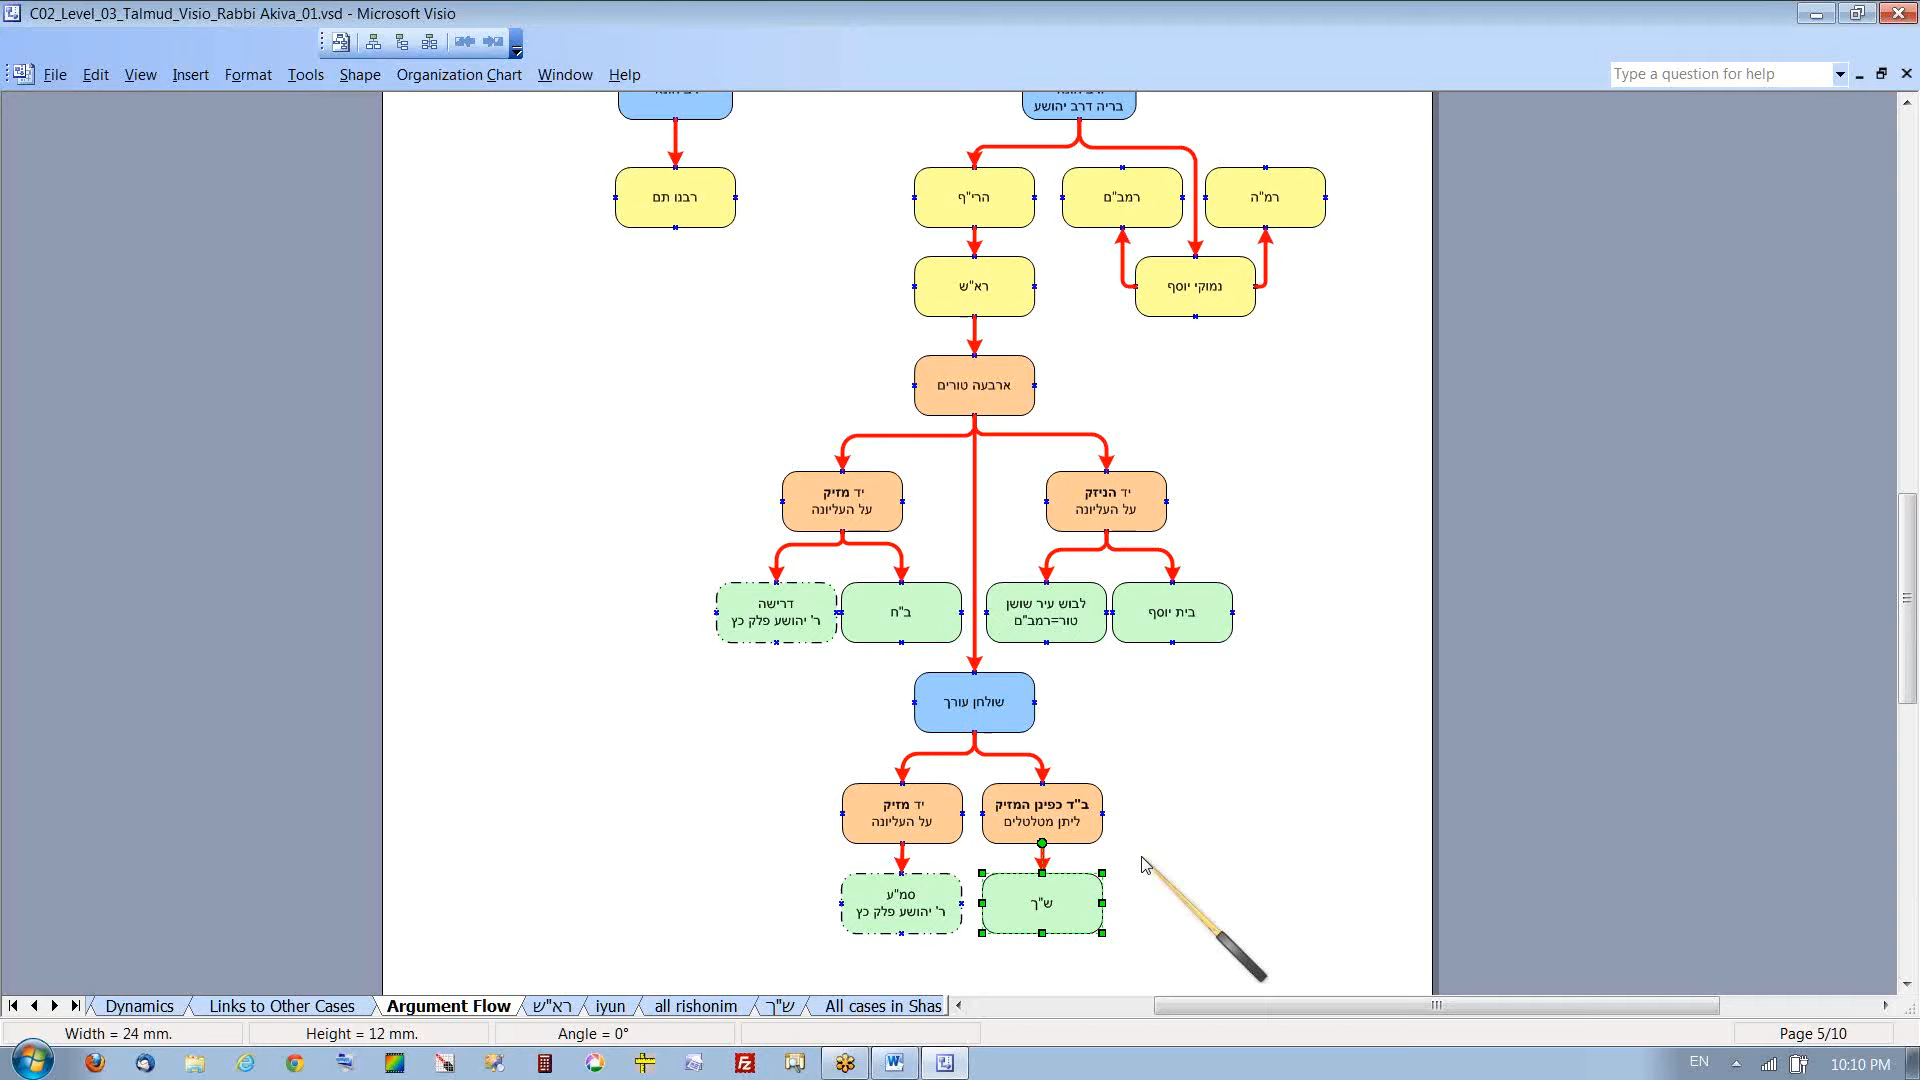 C02_Level_03_Talmud_Visio_Rabbi Akiva_01.vsd - Microsoft Visio
File Edit View Insert Format Tools Shape Organization Chart Window Help
Type a question for help
בריה דרב יהושע
רבנו תם
הרי"ף
רמב"ם
רמ"ה
רא"ש
נמוקי יוסף
ארבעה טורים
יד מזיק
על העליונה
יד הניזק
על העליונה
דרישה
ר' יהושע פלק כץ
ב"ח
לבוש עיר שושן
טור=רמב"ם
בית יוסף
שולחן עורך
יד מזיק
על העליונה
ב"ד כפינן המזיק
ליתן מטלטלים
סמ"ע
ר' יהושע פלק כץ
ש"ך
Dynamics Links to Other Cases Argument Flow רא"ש iyun all rishonim ש"ך All cases in Shas
Width = 24 mm. Height = 12 mm. Angle = 0° Page 5/10
EN 10:10 PM